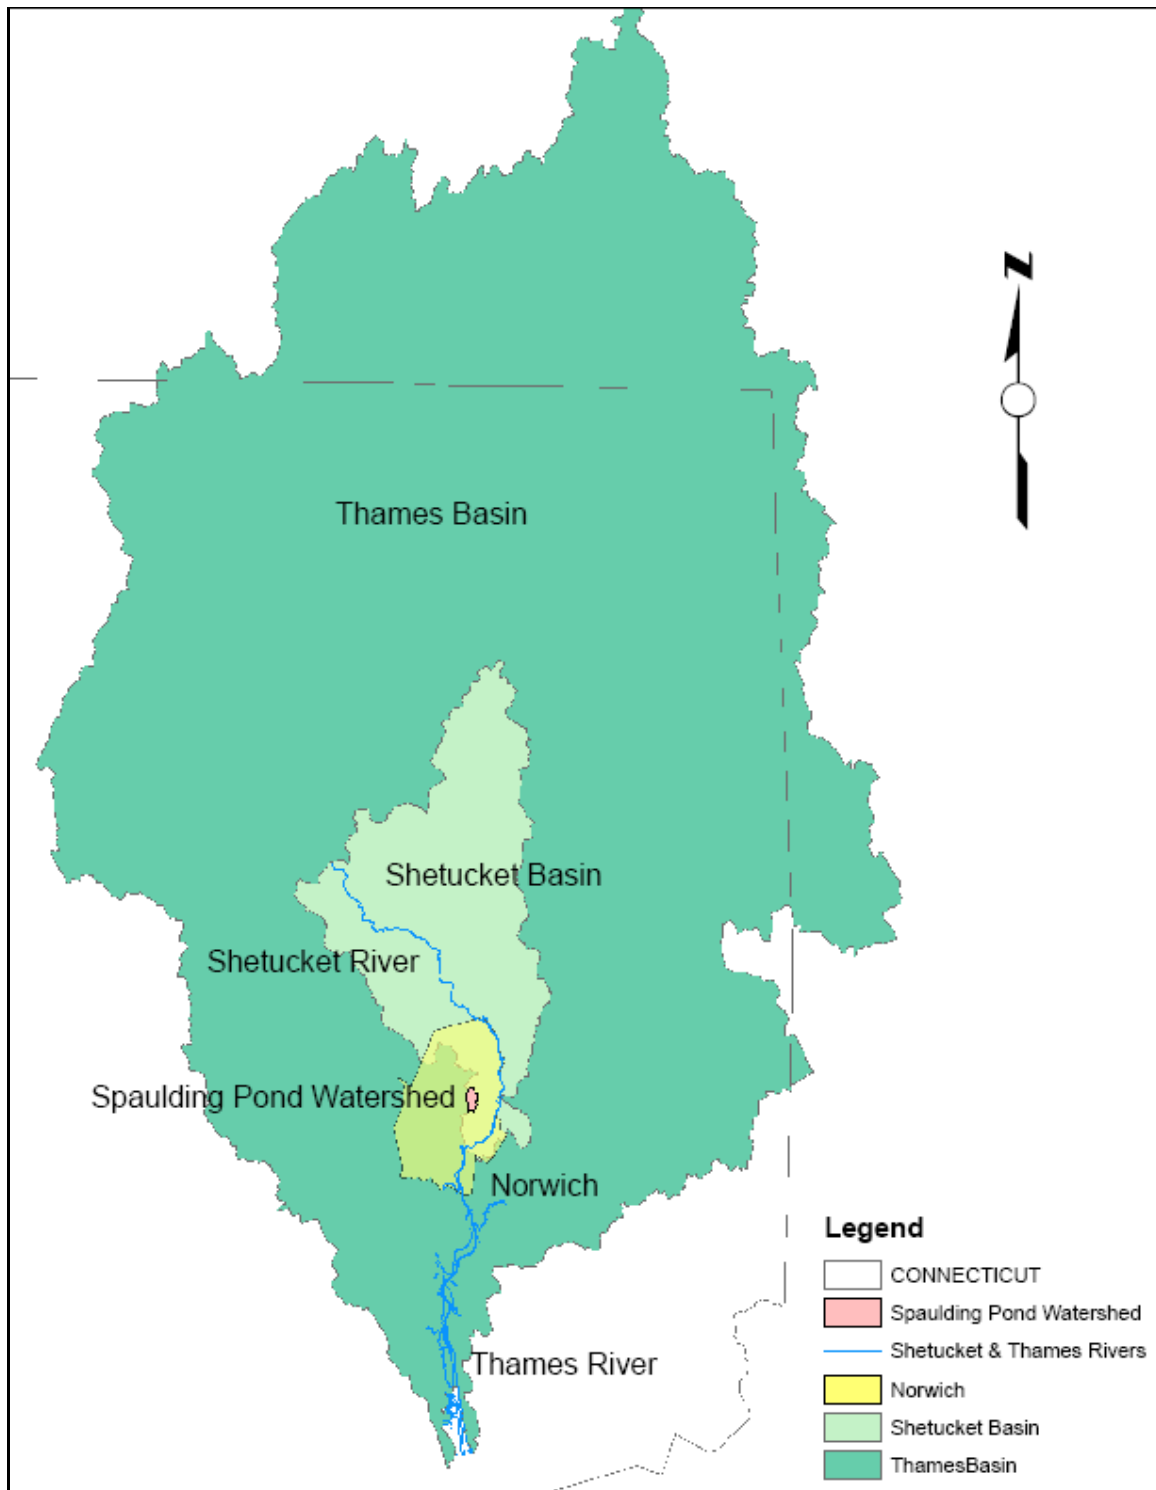 N
Thames Basin
Shetucket Basin
Shetucket River
Spaulding Pond Watershed
Norwich
Thames River
Legend
CONNECTICUT
Spaulding Pond Watershed
Shetucket & Thames Rivers
Norwich
Shetucket Basin
ThamesBasin